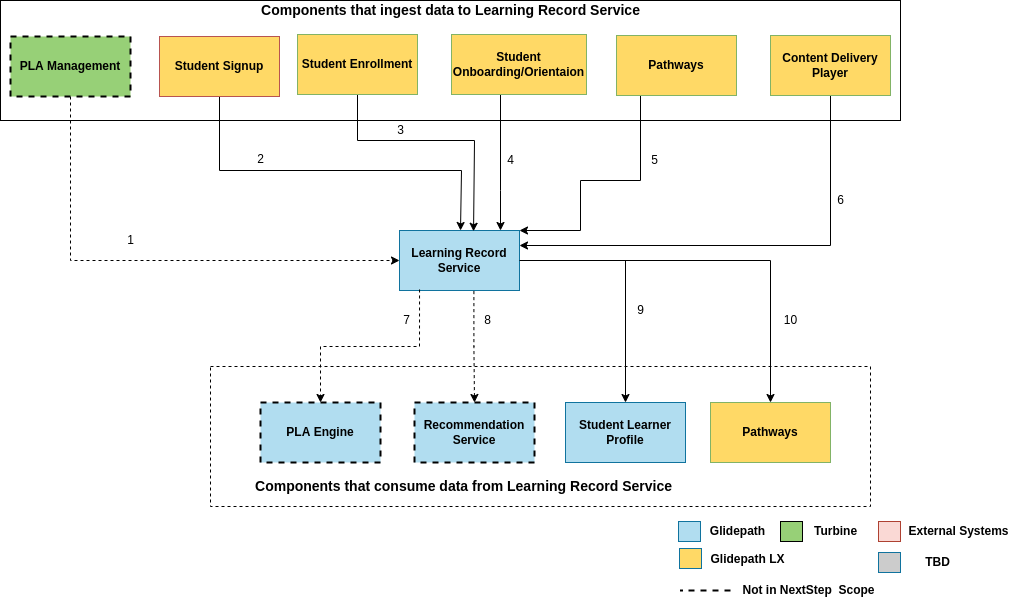 Components that ingest data to Learning Record Service
PLA Management
Student Signup
Student Enrollment
Student
Onboarding/Orientaion
Pathways
Content Delivery
Player
1
2
3
4
5
6
Learning Record
Service
7
8
9
10
PLA Engine
Recommendation
Service
Student Learner
Profile
Pathways
Components that consume data from Learning Record Service
Glidepath
Turbine
External Systems
Glidepath LX
TBD
Not in NextStep Scope